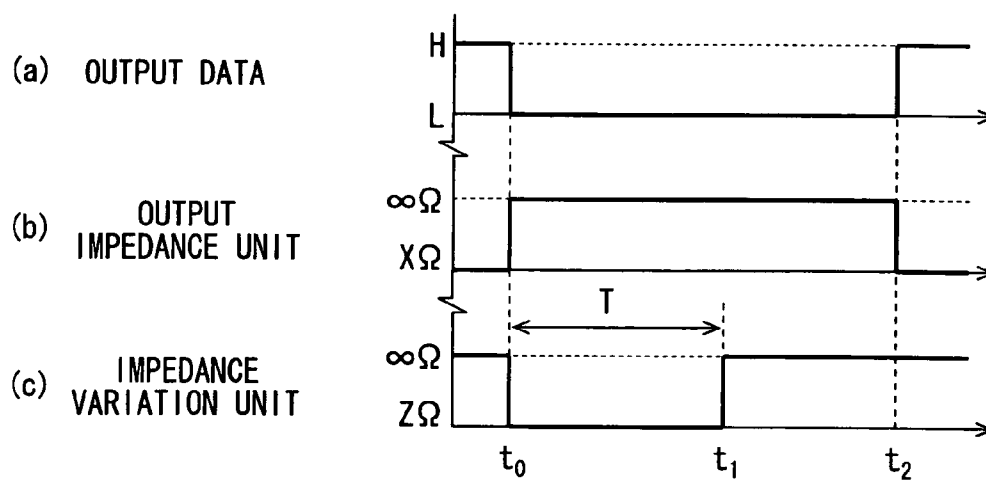 H
(a) OUTPUT DATA
L
∞Ω
(b) OUTPUT
IMPEDANCE UNIT
XΩ
T
∞Ω
(c) IMPEDANCE
VARIATION UNIT
ZΩ
t₀ t₁ t₂